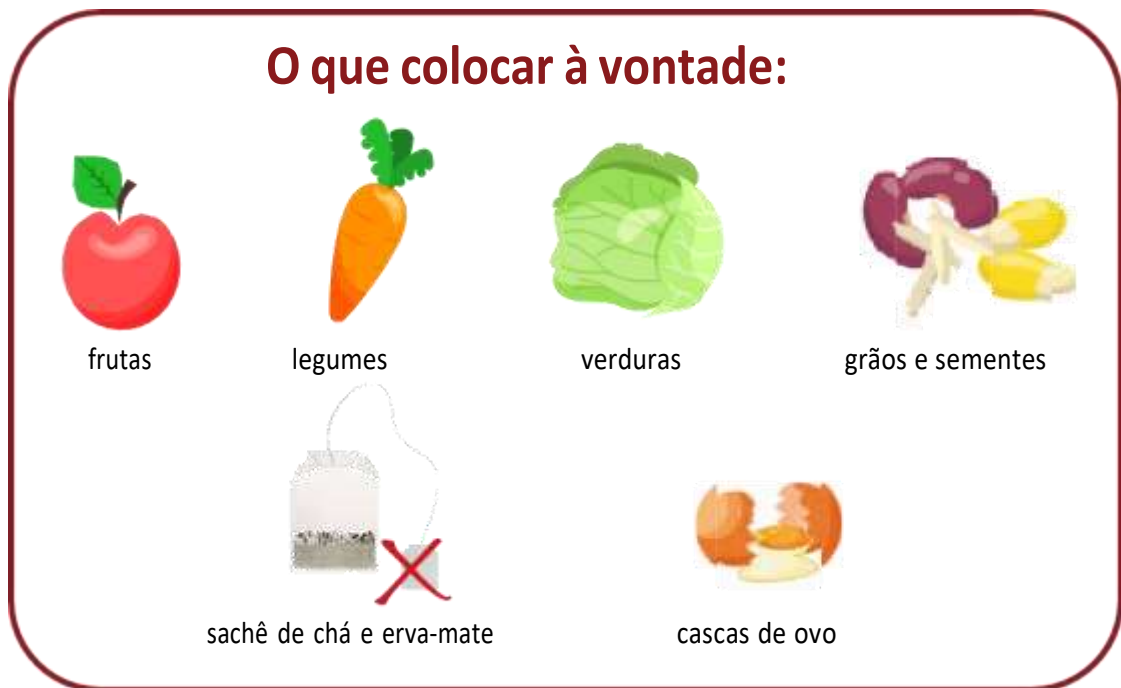 O que colocar à vontade:
frutas
legumes
verduras
grãos e sementes
sachê de chá e erva-mate
cascas de ovo